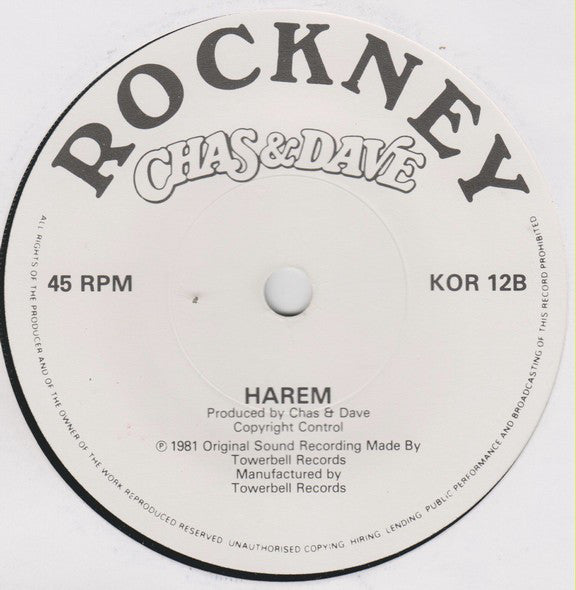 ROCKNEY
CHAS & DAVE
45 RPM
KOR 12B
HAREM
Produced by Chas & Dave
Copyright Control
℗ 1981 Original Sound Recording Made By
Towerbell Records
Manufactured by
Towerbell Records
ALL RIGHTS OF THE PRODUCER AND OF THE OWNER OF THE WORK REPRODUCED RESERVED. UNAUTHORISED COPYING, HIRING, LENDING, PUBLIC PERFORMANCE AND BROADCASTING OF THIS RECORD PROHIBITED